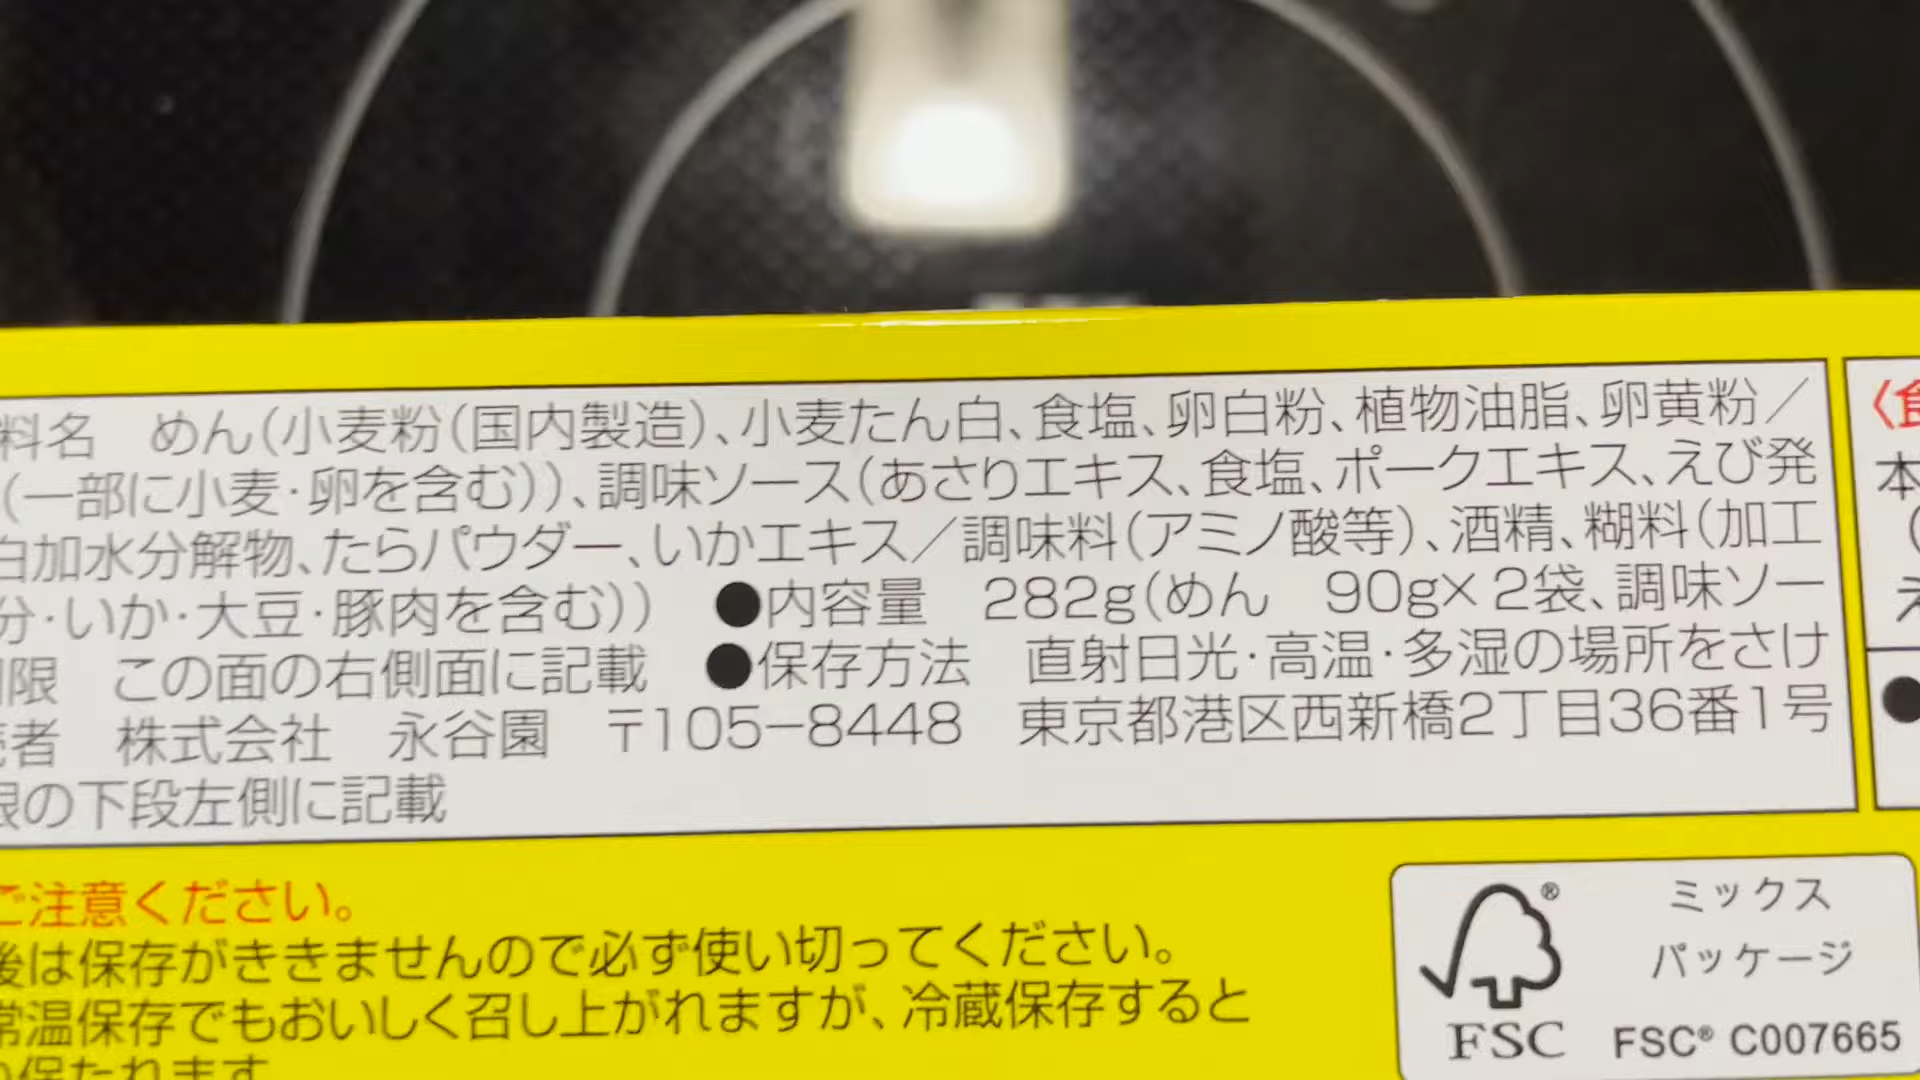 料名 めん(小麦粉(国内製造)、小麦たん白、食塩、卵白粉、植物油脂、卵黄粉／
(一部に小麦・卵を含む))、調味ソース(あさりエキス、食塩、ポークエキス、えび発
白加水分解物、たらパウダー、いかエキス／調味料(アミノ酸等)、酒精、糊料(加工
分・いか・大豆・豚肉を含む)) ●内容量 282g(めん 90g×2袋、調味ソー
限 この面の右側面に記載 ●保存方法 直射日光・高温・多湿の場所をさけ
者 株式会社 永谷園 〒105−8448 東京都港区西新橋2丁目36番1号
限の下段左側に記載
〈食
本
(
え
●
ご注意ください。
後は保存がききませんので必ず使い切ってください。
常温保存でもおいしく召し上がれますが、冷蔵保存すると
保たれます
ミックス
パッケージ
FSC® C007665
FSC